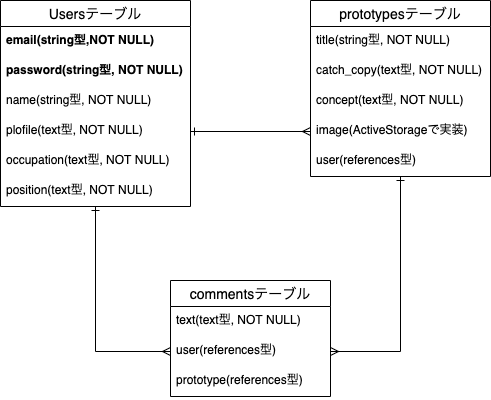 Usersテーブル
email(string型,NOT NULL)
password(string型, NOT NULL)
name(string型, NOT NULL)
plofile(text型, NOT NULL)
occupation(text型, NOT NULL)
position(text型, NOT NULL)
prototypesテーブル
title(string型, NOT NULL)
catch_copy(text型, NOT NULL)
concept(text型, NOT NULL)
image(ActiveStorageで実装)
user(references型)
commentsテーブル
text(text型, NOT NULL)
user(references型)
prototype(references型)